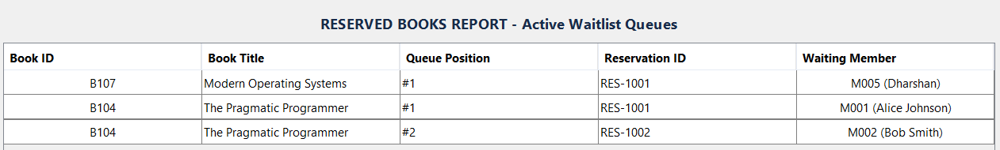 RESERVED BOOKS REPORT - Active Waitlist Queues
Book ID Book Title Queue Position Reservation ID Waiting Member
B107 Modern Operating Systems #1 RES-1001 M005 (Dharshan)
B104 The Pragmatic Programmer #1 RES-1001 M001 (Alice Johnson)
B104 The Pragmatic Programmer #2 RES-1002 M002 (Bob Smith)